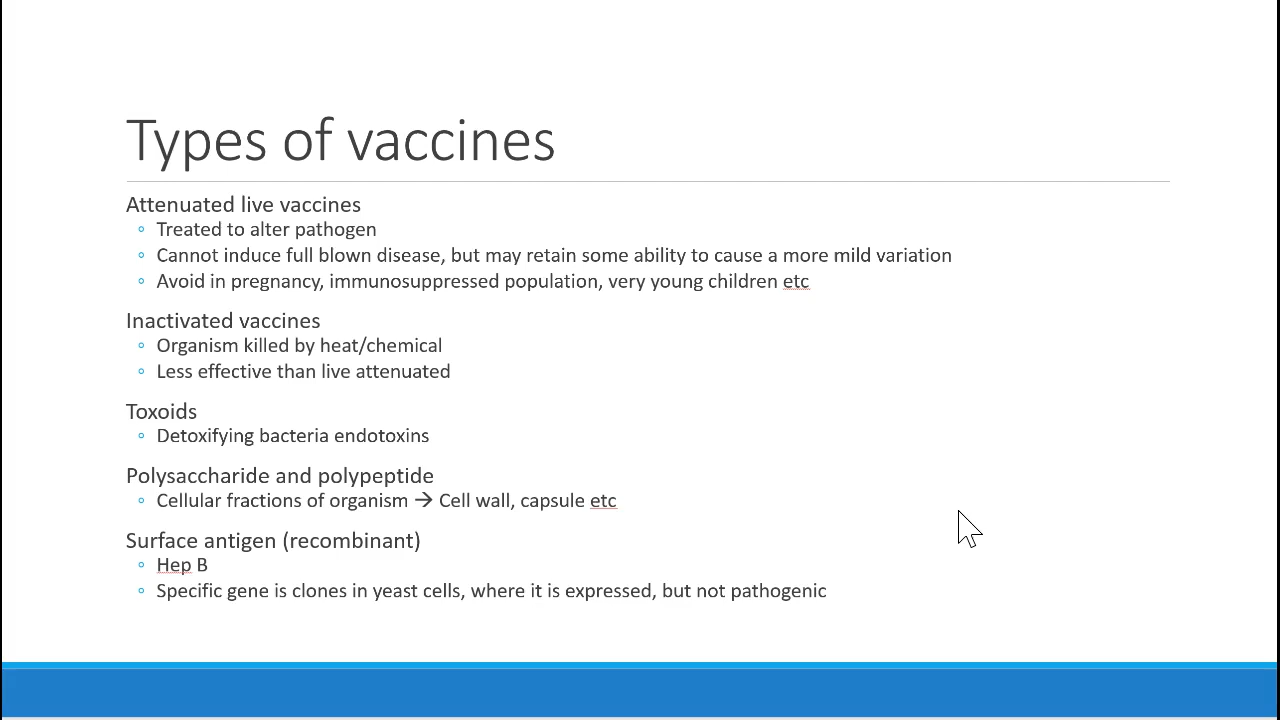 Types of vaccines
Attenuated live vaccines
◦ Treated to alter pathogen
◦ Cannot induce full blown disease, but may retain some ability to cause a more mild variation
◦ Avoid in pregnancy, immunosuppressed population, very young children etc
Inactivated vaccines
◦ Organism killed by heat/chemical
◦ Less effective than live attenuated
Toxoids
◦ Detoxifying bacteria endotoxins
Polysaccharide and polypeptide
◦ Cellular fractions of organism → Cell wall, capsule etc
Surface antigen (recombinant)
◦ Hep B
◦ Specific gene is clones in yeast cells, where it is expressed, but not pathogenic